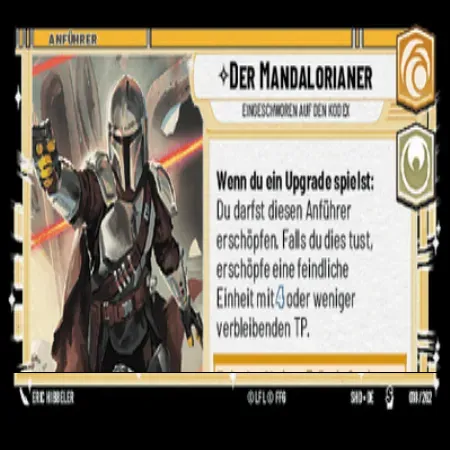 ANFÜHRER
DER MANDALORIANER
EINGESCHWOREN AUF DEN KODEX
Wenn du ein Upgrade spielst:
Du darfst diesen Anführer
erschöpfen. Falls du dies tust,
erschöpfe eine feindliche
Einheit mit 4 oder weniger
verbleibenden TP.
ERIC HIBBELER
© LFL © FFG
SHD • DE